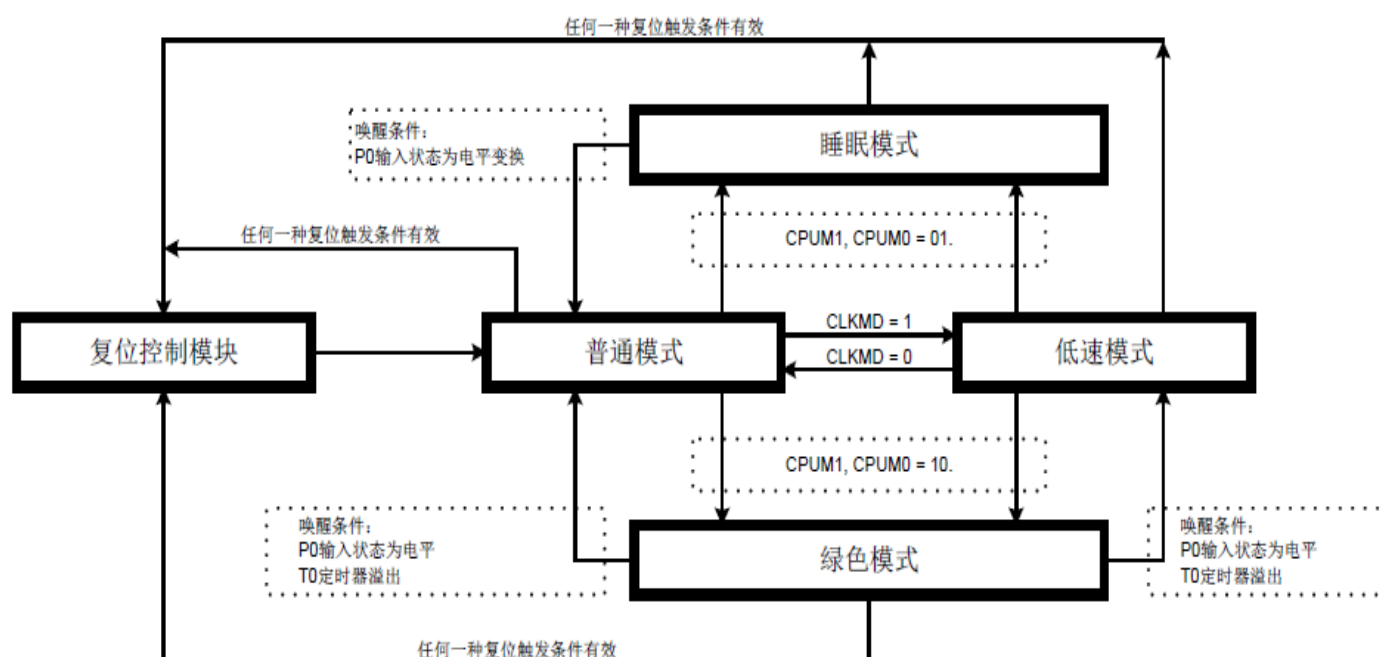 任何一种复位触发条件有效
唤醒条件：
P0输入状态为电平变换
睡眠模式
任何一种复位触发条件有效
CPUM1, CPUM0 = 01.
复位控制模块
普通模式
CLKMD = 1
CLKMD = 0
低速模式
CPUM1, CPUM0 = 10.
唤醒条件：
P0输入状态为电平
T0定时器溢出
绿色模式
唤醒条件：
P0输入状态为电平
T0定时器溢出
任何一种复位触发条件有效